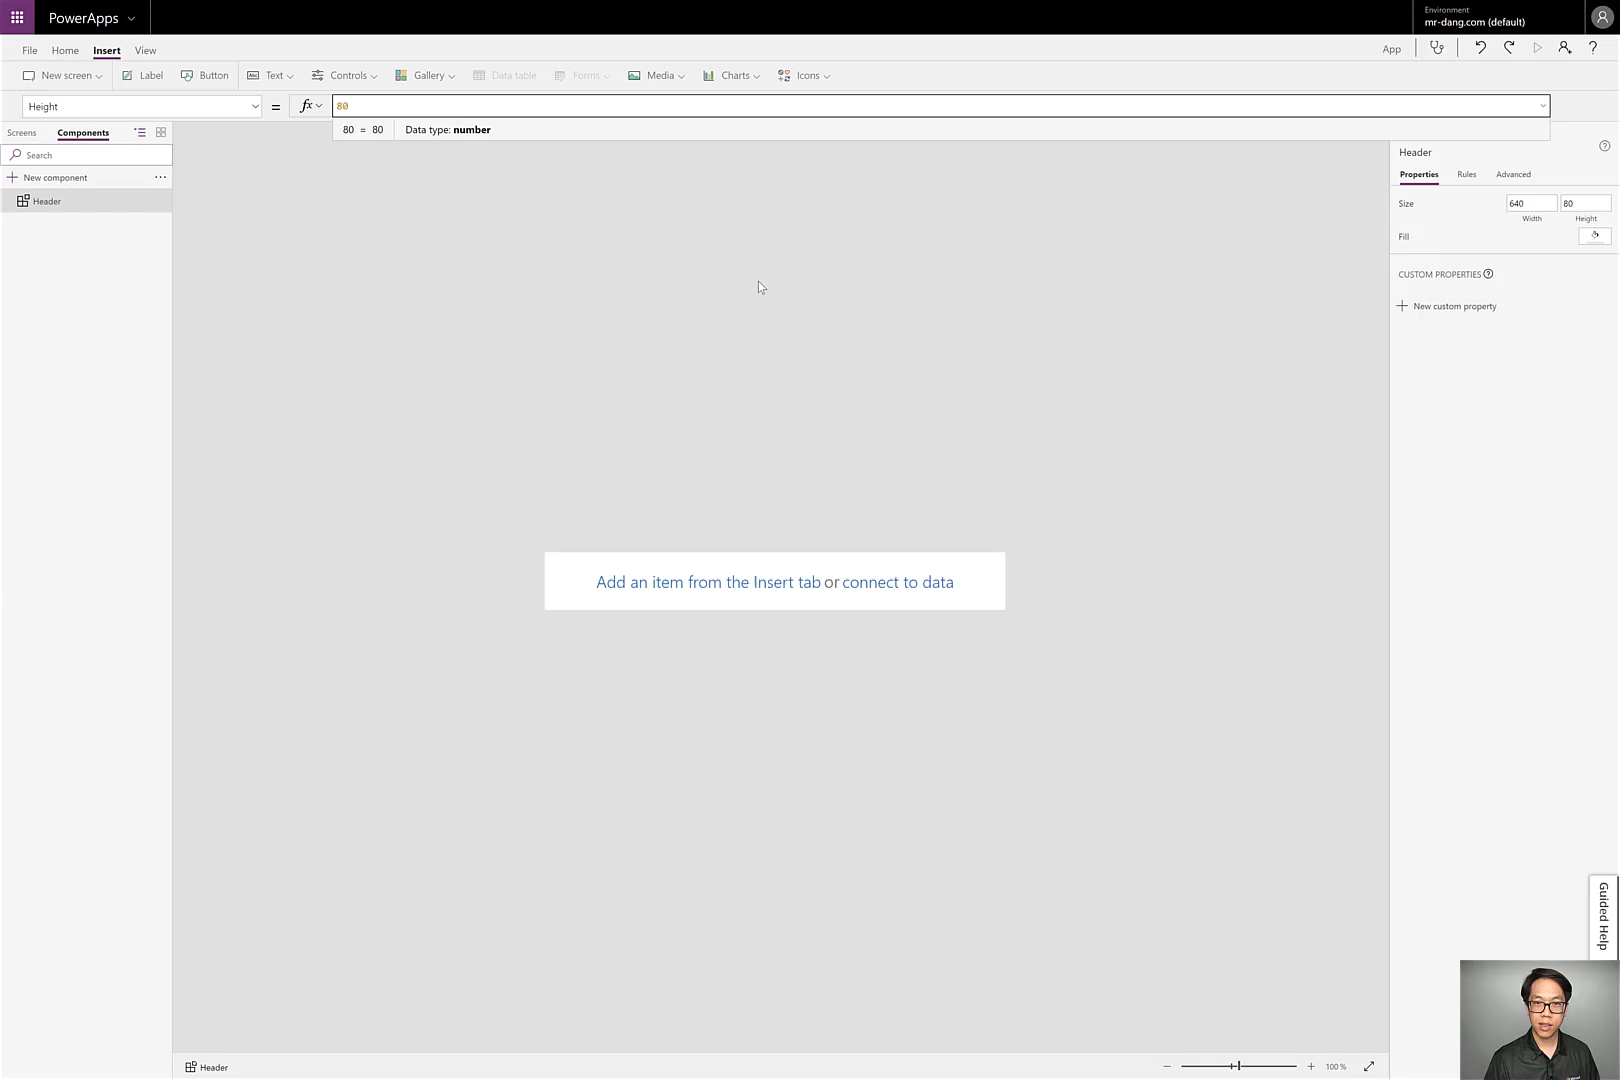 PowerApps
Environment
mr-dang.com (default)
File Home Insert View
App
New screen Label Button Text Controls Gallery Data table Forms Media Charts Icons
Height = fx 80
80 = 80 Data type: number
Screens Components
Search
New component ...
Header
Header
Properties Rules Advanced
Size 640 80
Width Height
Fill
CUSTOM PROPERTIES
New custom property
Add an item from the Insert tab or connect to data
Guided Help
Header
100 %